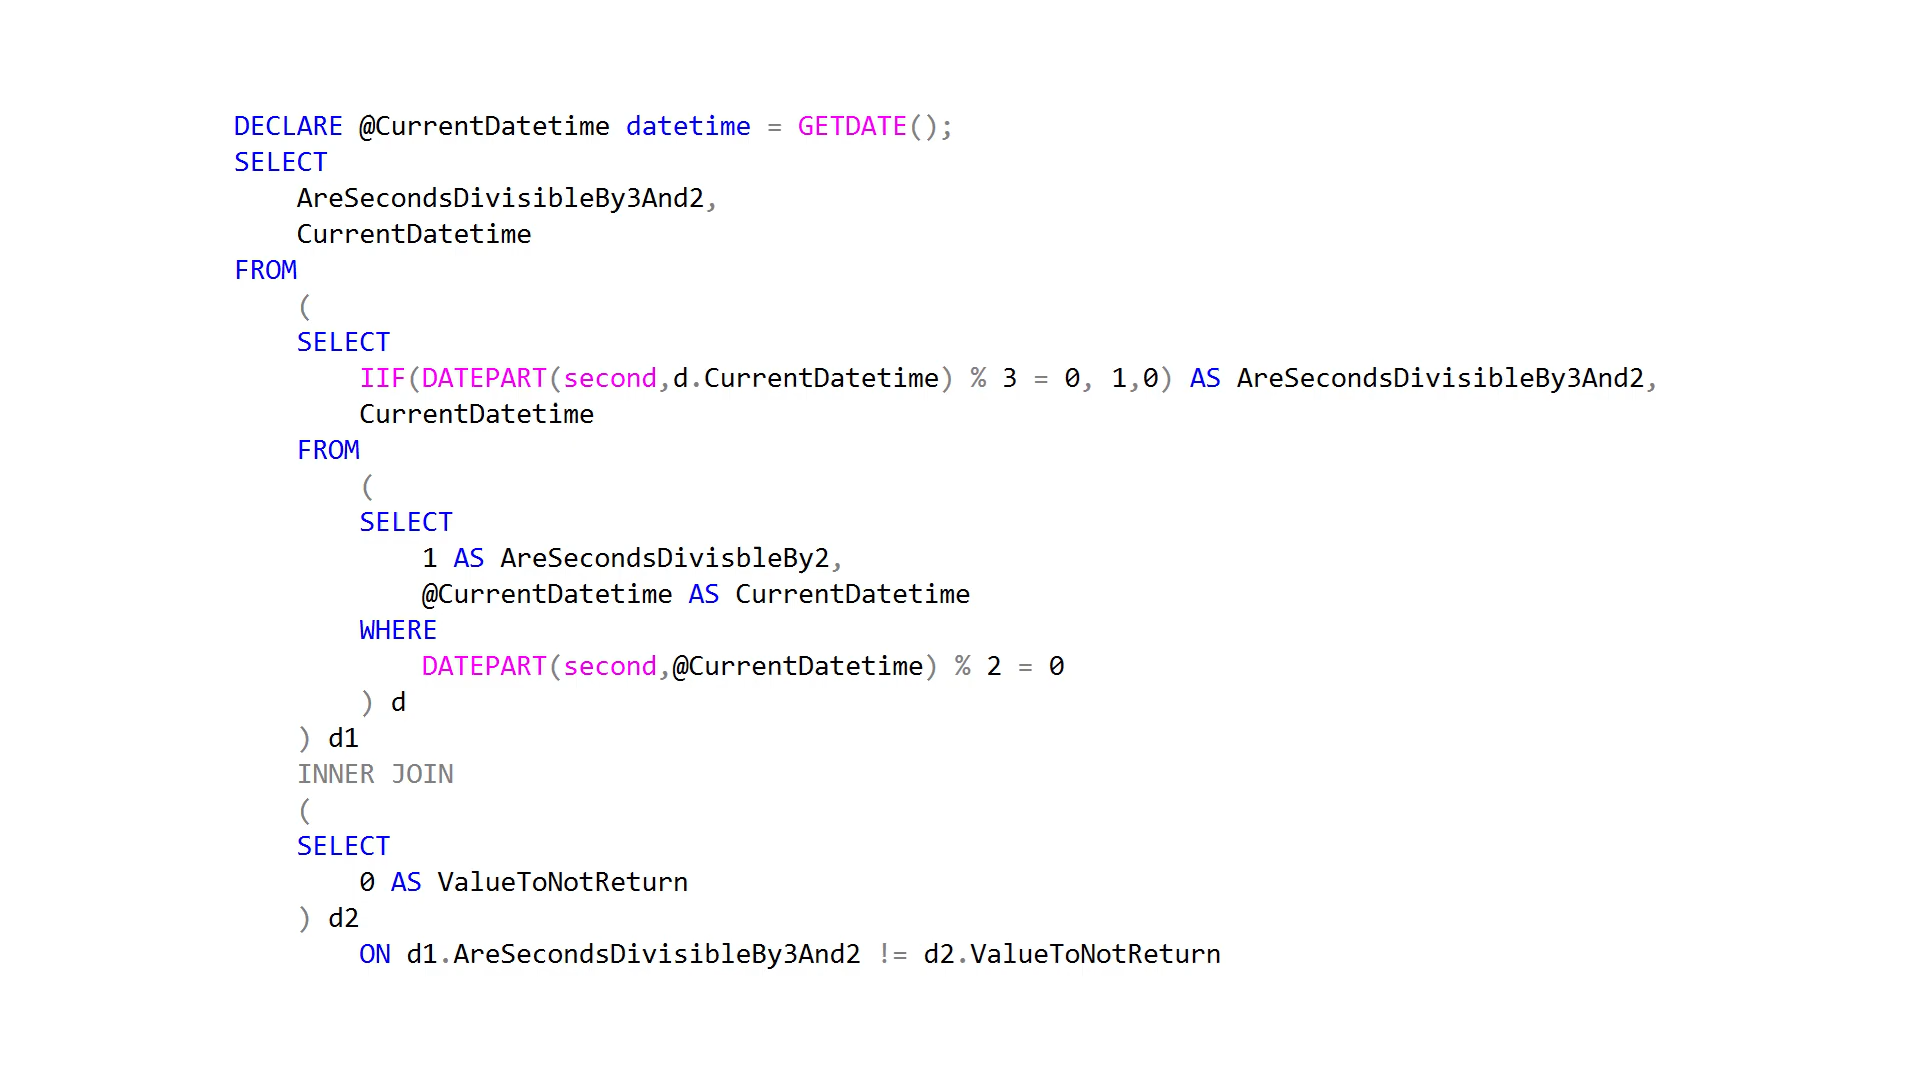 DECLARE @CurrentDatetime datetime = GETDATE();
SELECT
    AreSecondsDivisibleBy3And2,
    CurrentDatetime
FROM
    (
    SELECT
        IIF(DATEPART(second,d.CurrentDatetime) % 3 = 0, 1,0) AS AreSecondsDivisibleBy3And2,
        CurrentDatetime
    FROM
        (
        SELECT
            1 AS AreSecondsDivisbleBy2,
            @CurrentDatetime AS CurrentDatetime
        WHERE
            DATEPART(second,@CurrentDatetime) % 2 = 0
        ) d
    ) d1
    INNER JOIN
    (
    SELECT
        0 AS ValueToNotReturn
    ) d2
        ON d1.AreSecondsDivisibleBy3And2 != d2.ValueToNotReturn